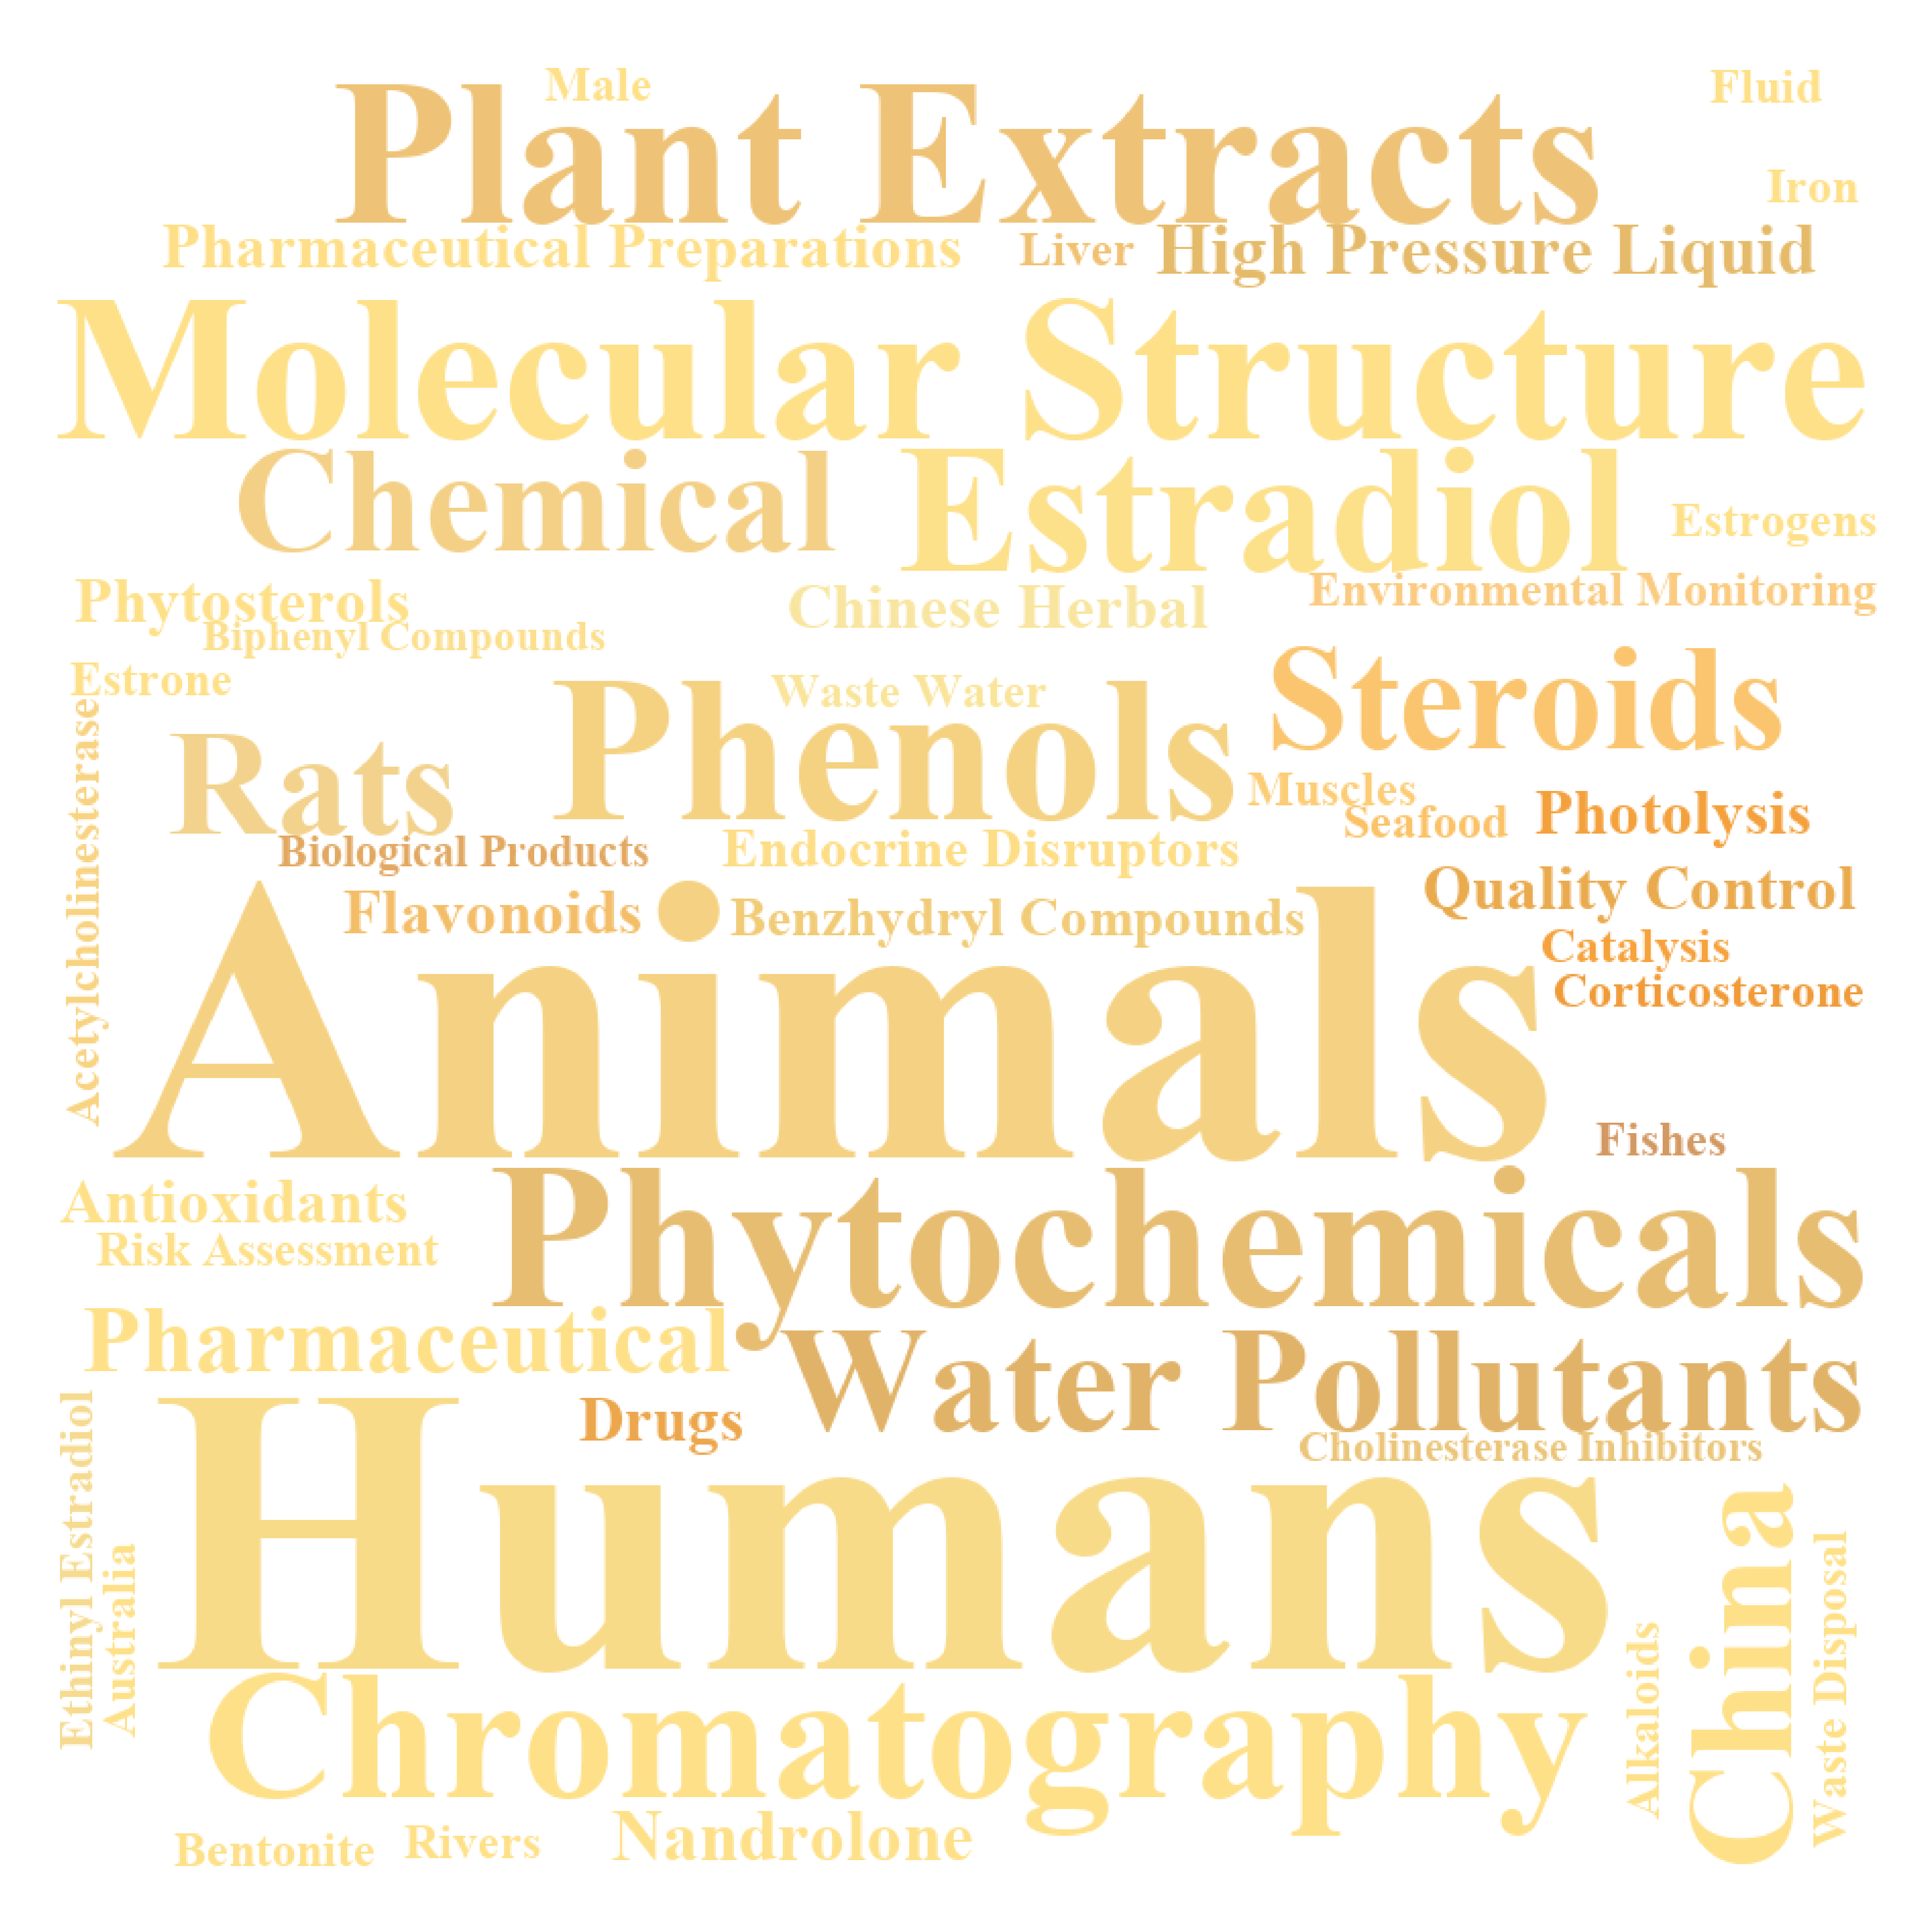 Male
Fluid
Plant Extracts
Iron
Pharmaceutical Preparations
Liver
High Pressure Liquid
Molecular Structure
Chemical
Estradiol
Estrogens
Phytosterols
Chinese Herbal
Environmental Monitoring
Biphenyl Compounds
Estrone
Waste Water
Steroids
Acetylcholinesterase
Rats
Phenols
Muscles
Seafood
Photolysis
Biological Products
Endocrine Disruptors
Quality Control
Flavonoids
Benzhydryl Compounds
Catalysis
Corticosterone
Animals
Fishes
Antioxidants
Phytochemicals
Risk Assessment
Pharmaceutical
Water Pollutants
Drugs
Cholinesterase Inhibitors
Ethinyl Estradiol
Australia
Humans
China
Waste Disposal
Alkaloids
Chromatography
Bentonite
Rivers
Nandrolone